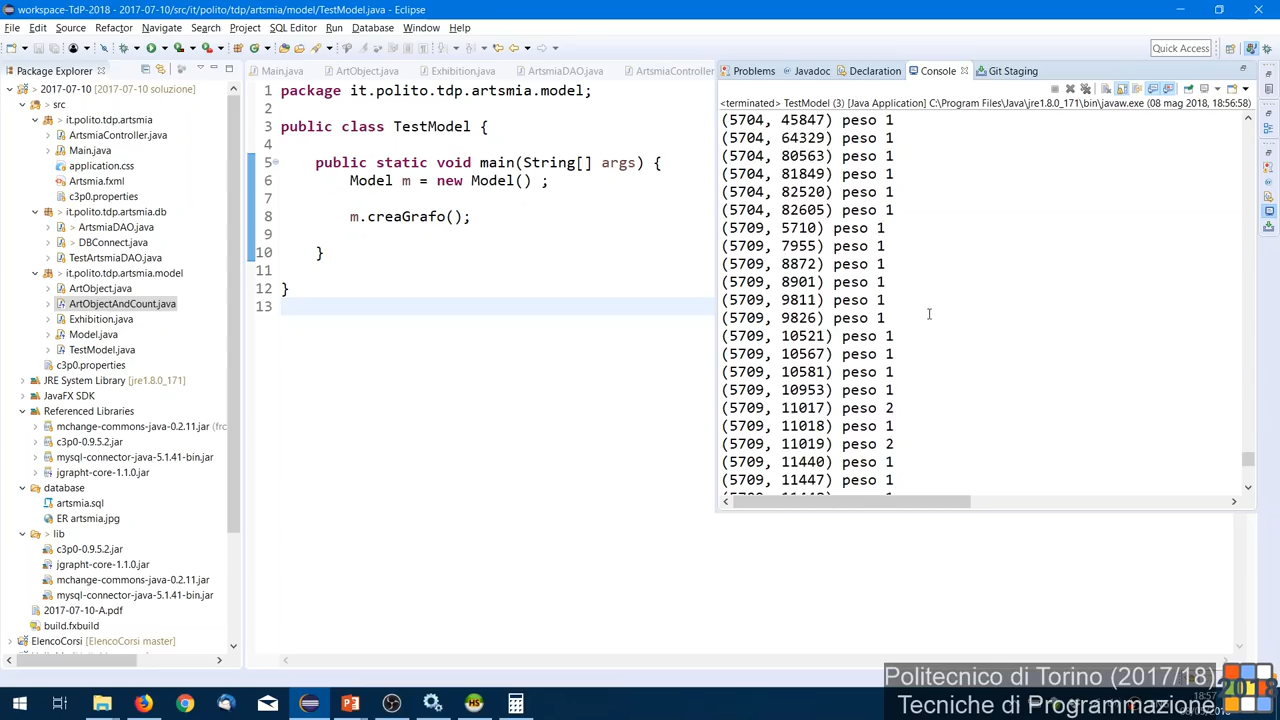 workspace-TdP-2018 - 2017-07-10/src/it/polito/tdp/artsmia/model/TestModel.java - Eclipse
File Edit Source Refactor Navigate Search Project SQL Editor Run Database Window Help
Quick Access
Package Explorer
2017-07-10 [2017-07-10 soluzione]
src
it.polito.tdp.artsmia
ArtsmiaController.java
Main.java
application.css
Artsmia.fxml
c3p0.properties
it.polito.tdp.artsmia.db
> ArtsmiaDAO.java
> DBConnect.java
TestArtsmiaDAO.java
it.polito.tdp.artsmia.model
ArtObject.java
ArtObjectAndCount.java
Exhibition.java
Model.java
TestModel.java
c3p0.properties
JRE System Library [jre1.8.0_171]
JavaFX SDK
Referenced Libraries
mchange-commons-java-0.2.11.jar (frc
c3p0-0.9.5.2.jar
mysql-connector-java-5.1.41-bin.jar
jgrapht-core-1.1.0.jar
database
artsmia.sql
ER artsmia.jpg
> lib
c3p0-0.9.5.2.jar
jgrapht-core-1.1.0.jar
mchange-commons-java-0.2.11.jar
mysql-connector-java-5.1.41-bin.jar
2017-07-10-A.pdf
build.fxbuild
ElencoCorsi [ElencoCorsi master]
Main.java ArtObject.java Exhibition.java ArtsmiaDAO.java ArtsmiaController
1 package it.polito.tdp.artsmia.model;
2
3 public class TestModel {
4
5 public static void main(String[] args) {
6 Model m = new Model() ;
7
8 m.creaGrafo();
9
10 }
11
12 }
13
Problems Javadoc Declaration Console Git Staging
<terminated> TestModel (3) [Java Application] C:\Program Files\Java\jre1.8.0_171\bin\javaw.exe (08 mag 2018, 18:56:58)
(5704, 45847) peso 1
(5704, 64329) peso 1
(5704, 80563) peso 1
(5704, 81849) peso 1
(5704, 82520) peso 1
(5704, 82605) peso 1
(5709, 5710) peso 1
(5709, 7955) peso 1
(5709, 8872) peso 1
(5709, 8901) peso 1
(5709, 9811) peso 1
(5709, 9826) peso 1
(5709, 10521) peso 1
(5709, 10567) peso 1
(5709, 10581) peso 1
(5709, 10953) peso 1
(5709, 11017) peso 2
(5709, 11018) peso 1
(5709, 11019) peso 2
(5709, 11440) peso 1
(5709, 11447) peso 1
Politecnico di Torino (2017/18)
Tecniche di Programmazione
2018
18:57